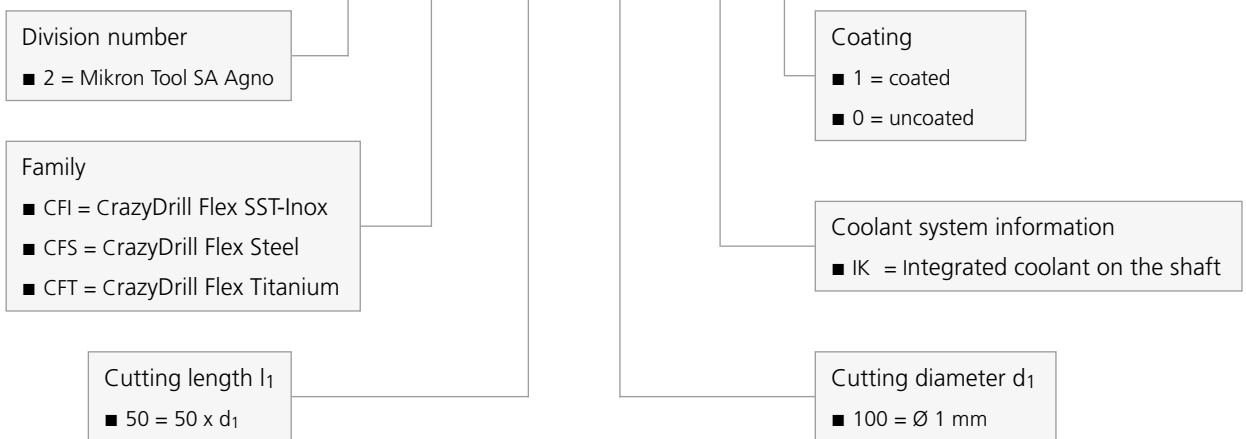 Division number
■ 2 = Mikron Tool SA Agno
Family
■ CFI = CrazyDrill Flex SST-Inox
■ CFS = CrazyDrill Flex Steel
■ CFT = CrazyDrill Flex Titanium
Cutting length l1
■ 50 = 50 x d1
Coating
■ 1 = coated
■ 0 = uncoated
Coolant system information
■ IK = Integrated coolant on the shaft
Cutting diameter d1
■ 100 = Ø 1 mm